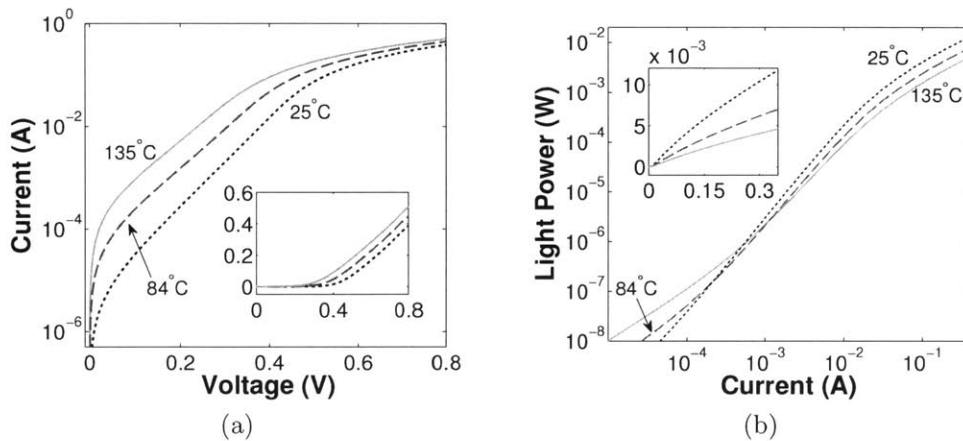 10^0
10^-2
10^-4
10^-6
Current (A)
0
0.2
0.4
0.6
0.8
Voltage (V)
135°C
84°C
25°C
0.6
0.4
0.2
0
0
0.4
0.8
(a)
10^-2
10^-3
10^-4
10^-5
10^-6
10^-7
10^-8
Light Power (W)
10^-4
10^-3
10^-2
10^-1
Current (A)
25°C
135°C
84°C
x 10^-3
10
5
0
0
0.15
0.3
(b)